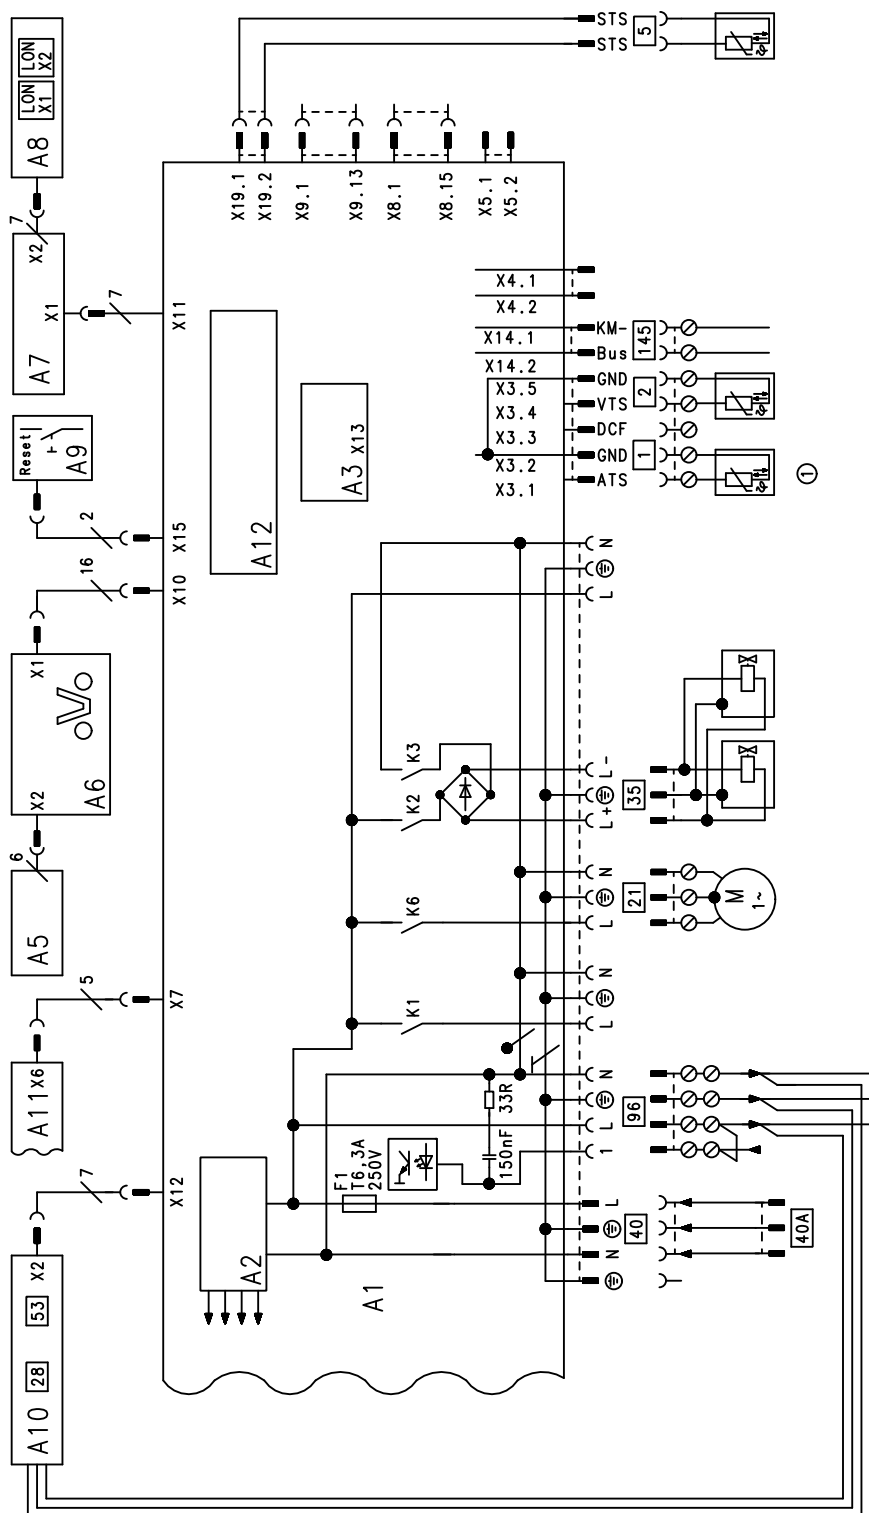 STS
STS
5
LON
X2
LON
X1
A8
7
X2
X1
A7
7
X11
X19.1
X19.2
X9.1
X9.13
X8.1
X8.15
X5.1
X5.2
X4.1
X4.2
X14.1
X14.2
X3.5
X3.4
X3.3
X3.2
X3.1
KM-
Bus
GND
VTS
DCF
GND
ATS
145
2
1
1
A12
A3 X13
Reset
A9
2
X15
16
X10
X1
X2
A6
6
A5
N
L
K3
K2
L-
L+
35
K6
N
L
21
M
1~
K1
N
L
5
X7
A11 X6
N
L
1
96
33R
150nF
F1
T6,3A
250V
7
X12
A2
A1
L
N
40
40A
X2
53
28
A10